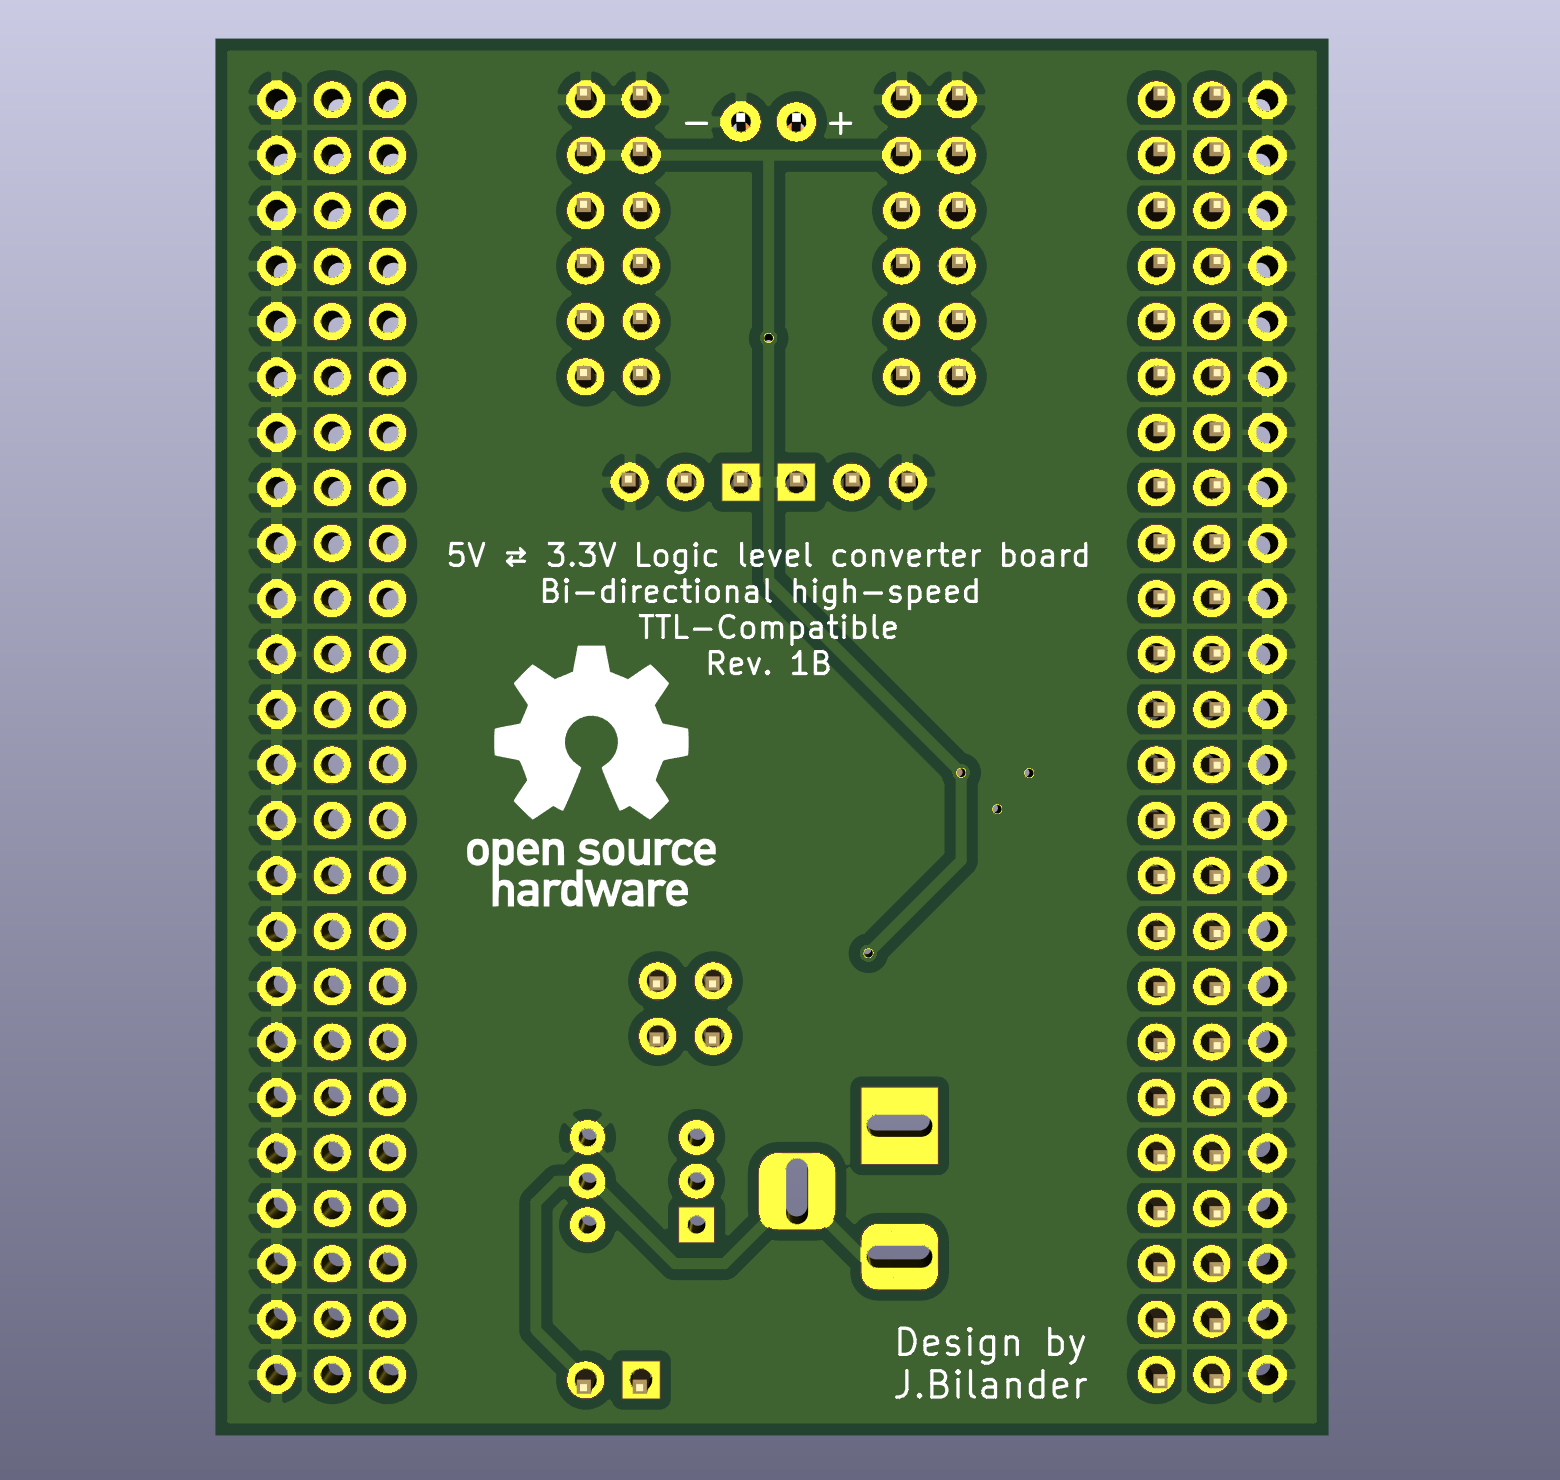 - +
5V ⇄ 3.3V Logic level converter board
Bi-directional high-speed
TTL-Compatible
Rev. 1B
open source
hardware
Design by
J.Bilander